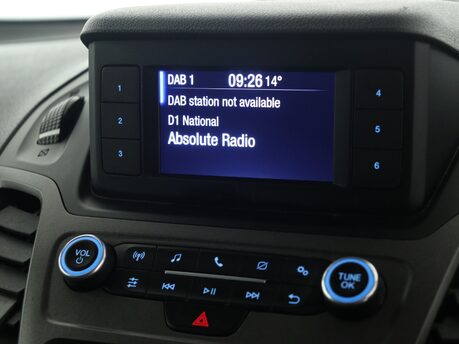 DAB 1 09:26 14°
DAB station not available
D1 National
Absolute Radio
1
2
3
4
5
6
VOL
TUNE
OK